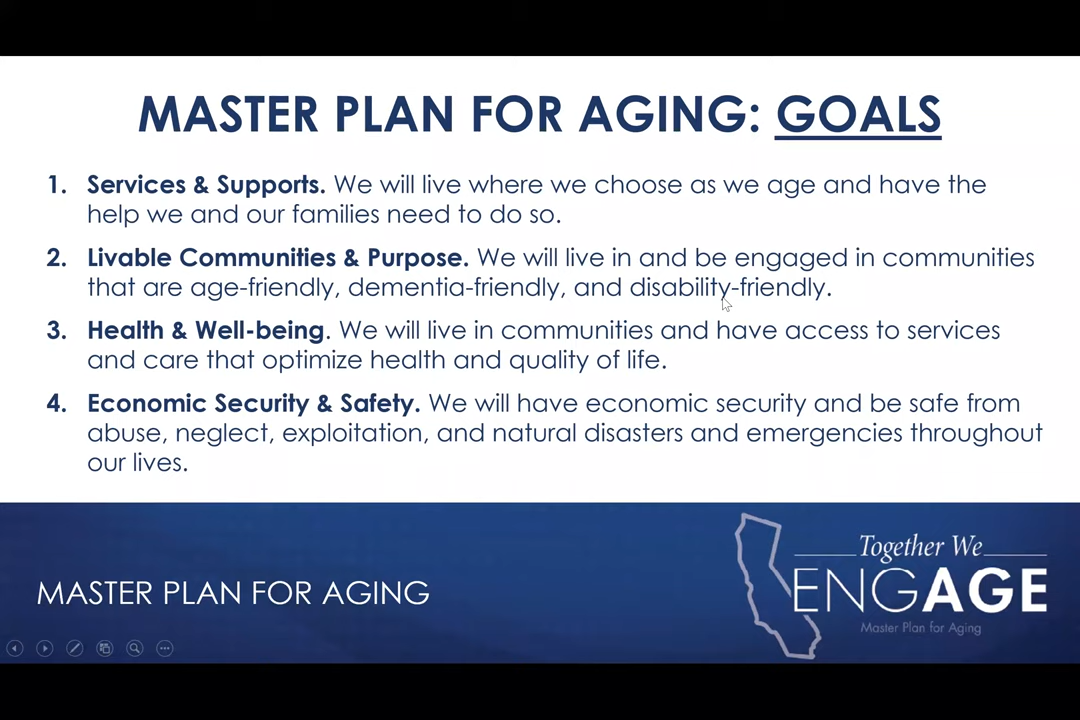 MASTER PLAN FOR AGING: GOALS
1. Services & Supports. We will live where we choose as we age and have the
help we and our families need to do so.
2. Livable Communities & Purpose. We will live in and be engaged in communities
that are age-friendly, dementia-friendly, and disability-friendly.
3. Health & Well-being. We will live in communities and have access to services
and care that optimize health and quality of life.
4. Economic Security & Safety. We will have economic security and be safe from
abuse, neglect, exploitation, and natural disasters and emergencies throughout
our lives.
MASTER PLAN FOR AGING
Together We
ENGAGE
Master Plan for Aging